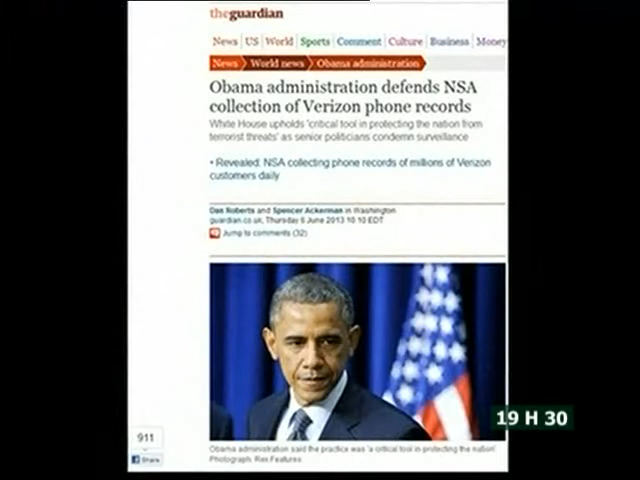 theguardian
News US World Sports Comment Culture Business Money
News World news Obama administration
Obama administration defends NSA
collection of Verizon phone records
White House upholds 'critical tool in protecting the nation from
terrorist threats' as senior politicians condemn surveillance
• Revealed: NSA collecting phone records of millions of Verizon
customers daily
Dan Roberts and Spencer Ackerman in Washington
guardian.co.uk, Thursday 6 June 2013 10.10 EDT
Jump to comments (32)
19 H 30
911
Share
Obama administration said the practice was 'a critical tool in protecting the nation'
Photograph: Rex Features